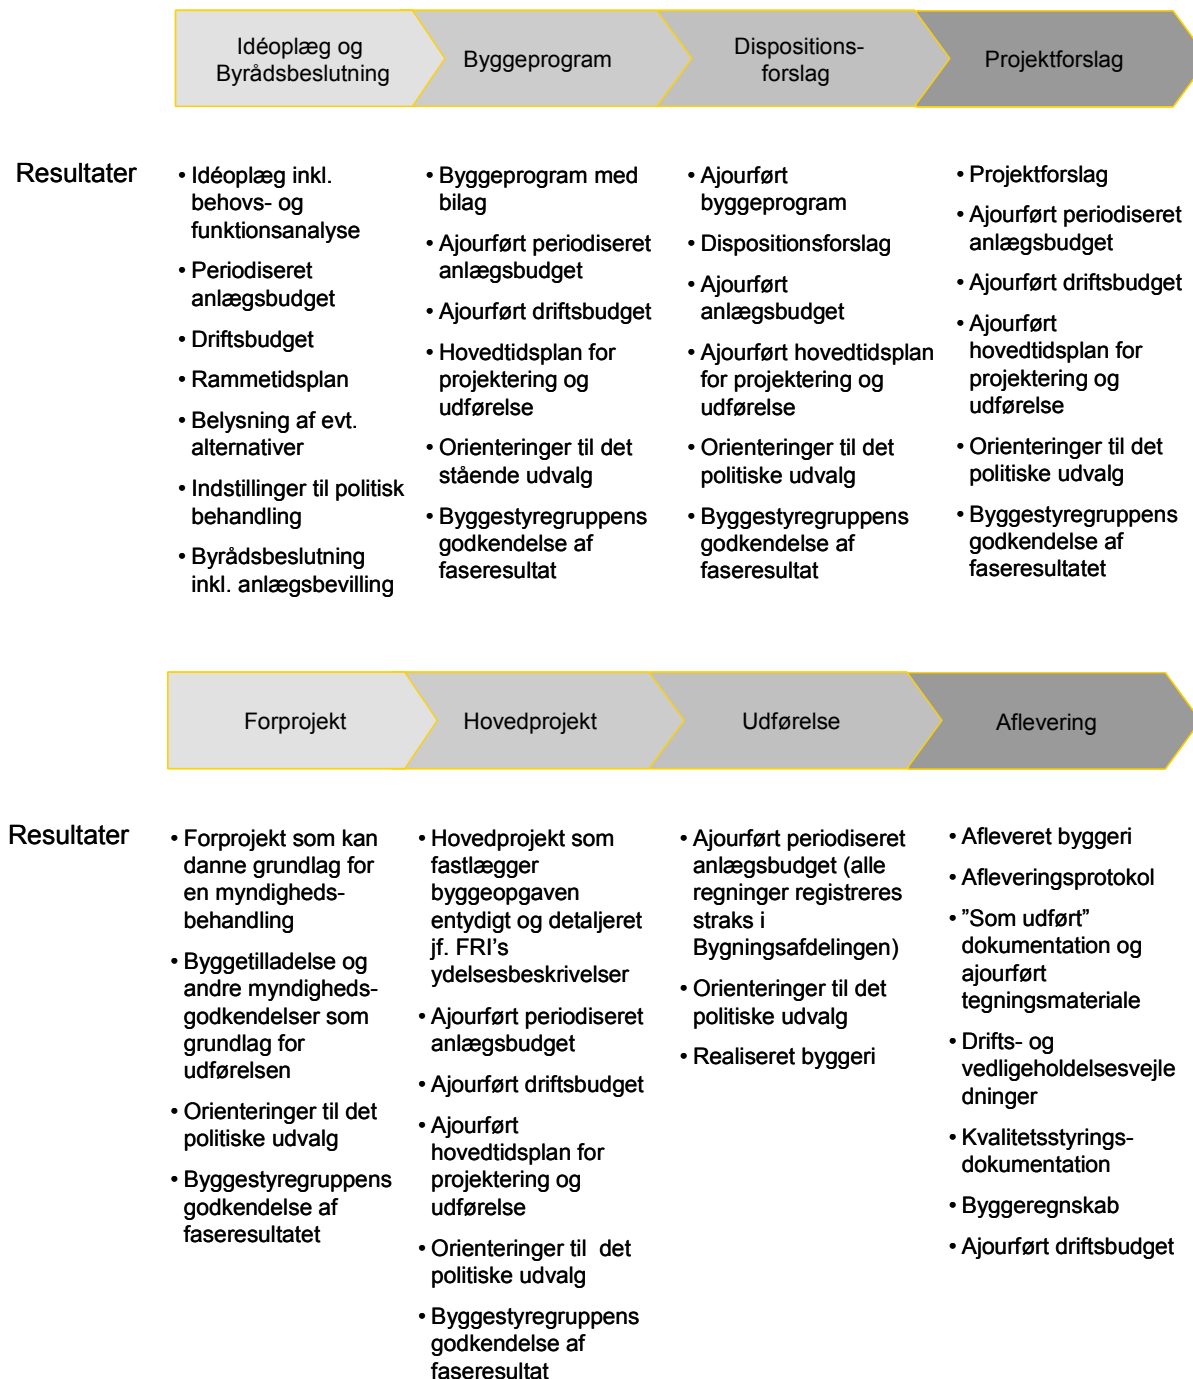 Idéoplæg og
Byrådsbeslutning
Byggeprogram
Dispositions-
forslag
Projektforslag
Resultater
• Idéoplæg inkl.
behovs- og
funktionsanalyse
• Periodiseret
anlægsbudget
• Driftsbudget
• Rammetidsplan
• Belysning af evt.
alternativer
• Indstillinger til politisk
behandling
• Byrådsbeslutning
inkl. anlægsbevilling
• Byggeprogram med
bilag
• Ajourført periodiseret
anlægsbudget
• Ajourført driftsbudget
• Hovedtidsplan for
projektering og
udførelse
• Orienteringer til det
stående udvalg
• Byggestyregruppens
godkendelse af
faseresultat
• Ajourført
byggeprogram
• Dispositionsforslag
• Ajourført
anlægsbudget
• Ajourført hovedtidsplan
for projektering og
udførelse
• Orienteringer til det
politiske udvalg
• Byggestyregruppens
godkendelse af
faseresultat
• Projektforslag
• Ajourført periodiseret
anlægsbudget
• Ajourført driftsbudget
• Ajourført
hovedtidsplan for
projektering og
udførelse
• Orienteringer til det
politiske udvalg
• Byggestyregruppens
godkendelse af
faseresultatet
Forprojekt
Hovedprojekt
Udførelse
Aflevering
Resultater
• Forprojekt som kan
danne grundlag for
en myndigheds-
behandling
• Byggetilladelse og
andre myndigheds-
godkendelser som
grundlag for
udførelsen
• Orienteringer til det
politiske udvalg
• Byggestyregruppens
godkendelse af
faseresultatet
• Hovedprojekt som
fastlægger
byggeopgaven
entydigt og detaljeret
jf. FRI’s
ydelsesbeskrivelser
• Ajourført periodiseret
anlægsbudget
• Ajourført driftsbudget
• Ajourført
hovedtidsplan for
projektering og
udførelse
• Orienteringer til  det
politiske udvalg
• Byggestyregruppens
godkendelse af
faseresultat
• Ajourført periodiseret
anlægsbudget (alle
regninger registreres
straks i
Bygningsafdelingen)
• Orienteringer til det
politiske udvalg
• Realiseret byggeri
• Afleveret byggeri
• Afleveringsprotokol
• ”Som udført”
dokumentation og
ajourført
tegningsmateriale
• Drifts- og
vedligeholdelsesvejle
dninger
• Kvalitetsstyrings-
dokumentation
• Byggeregnskab
• Ajourført driftsbudget